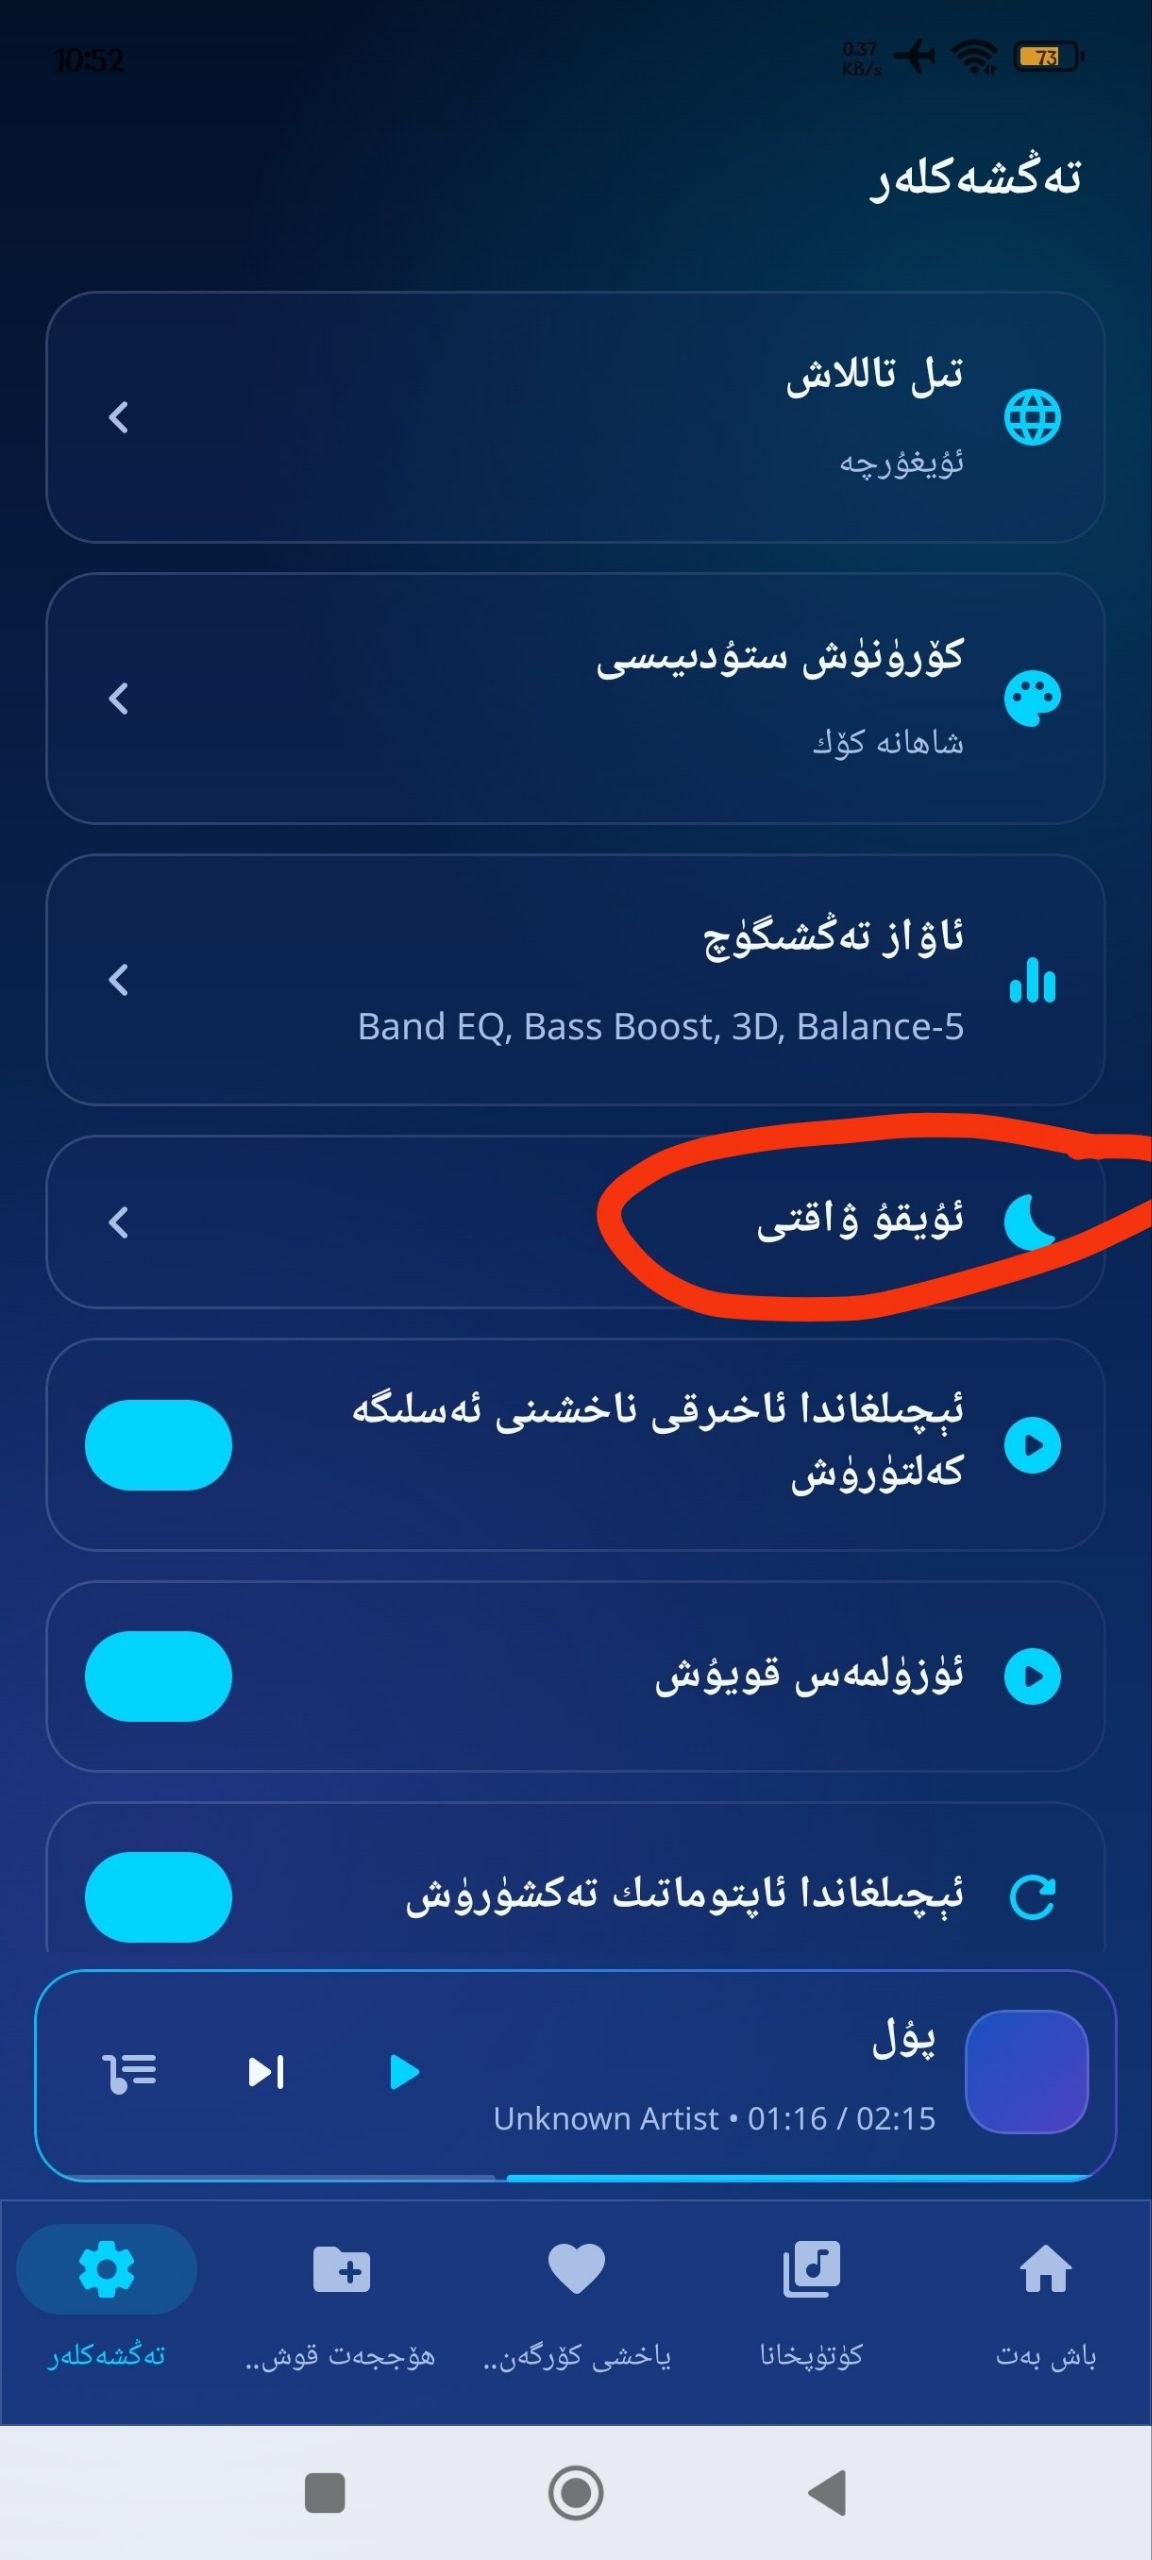 10:52
0.37
KB/s
73
تەڭشەكلەر
تىل تاللاش
ئۇيغۇرچە
كۆرۈنۈش ستۇدىيىسى
شاھانە كۆك
ئاۋاز تەڭشىگۈچ
Band EQ, Bass Boost, 3D, Balance-5
ئۇيقۇ ۋاقتى
ئېچىلغاندا ئاخىرقى ناخشىنى ئەسلىگە
كەلتۈرۈش
ئۈزۈلمەس قويۇش
ئېچىلغاندا ئاپتوماتىك تەكشۈرۈش
پۇل
Unknown Artist • 01:16 / 02:15
باش بەت
كۈتۈپخانا
ياخشى كۆرگەن..
ھۆججەت قوش..
تەڭشەكلەر